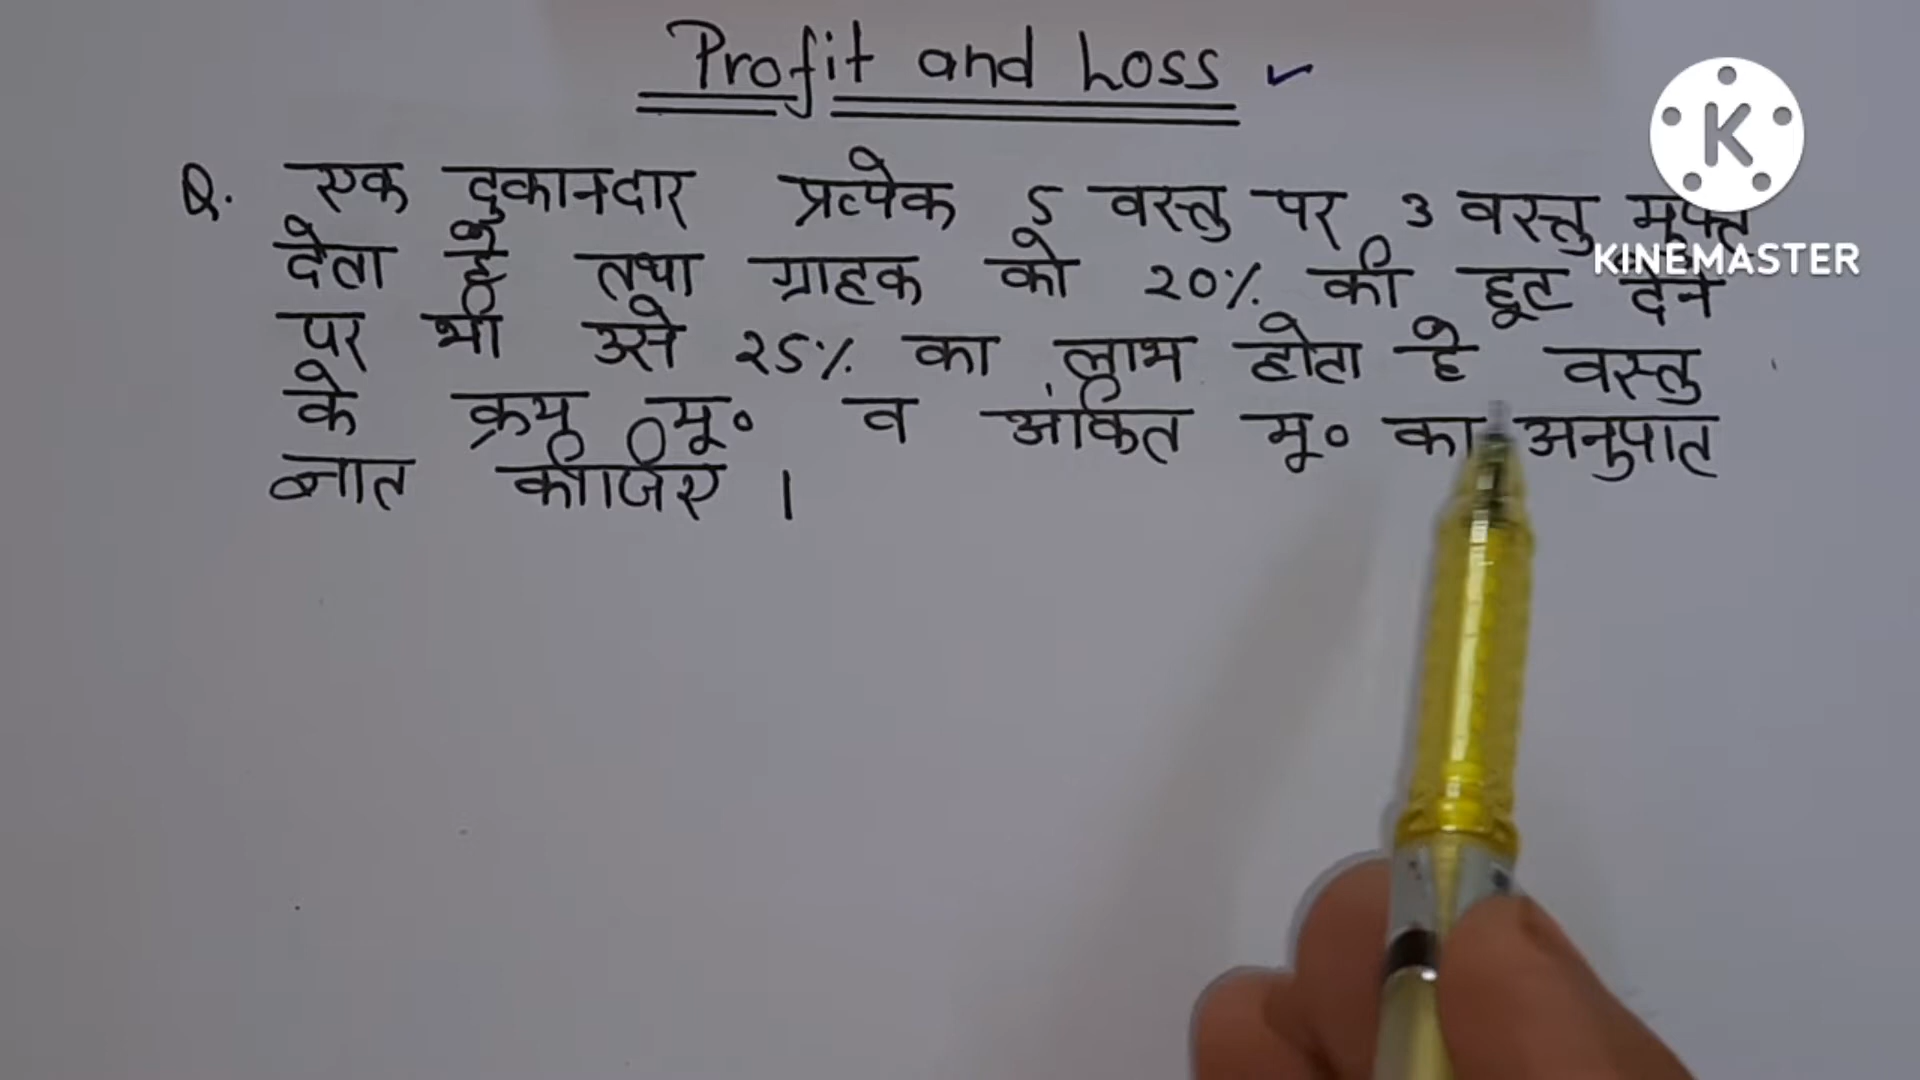 Profit and Loss
Q. एक दुकानदार प्रत्येक 5 वस्तु पर 3 वस्तु मुफ्त
देता है तथा ग्राहक को 20% की छूट देने
पर भी उसे 25% का लाभ होता है वस्तु
के क्रय मू० व अंकित मू० का अनुपात
ज्ञात कीजिए ।
K
KINEMASTER